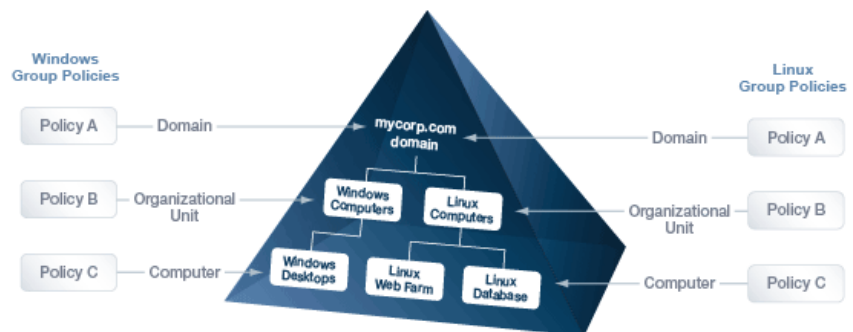 Windows
Group Policies
Linux
Group Policies
Policy A
Domain
mycorp.com
domain
Domain
Policy A
Policy B
Organizational
Unit
Windows
Computers
Linux
Computers
Organizational
Unit
Policy B
Policy C
Computer
Windows
Desktops
Linux
Web Farm
Linux
Database
Computer
Policy C